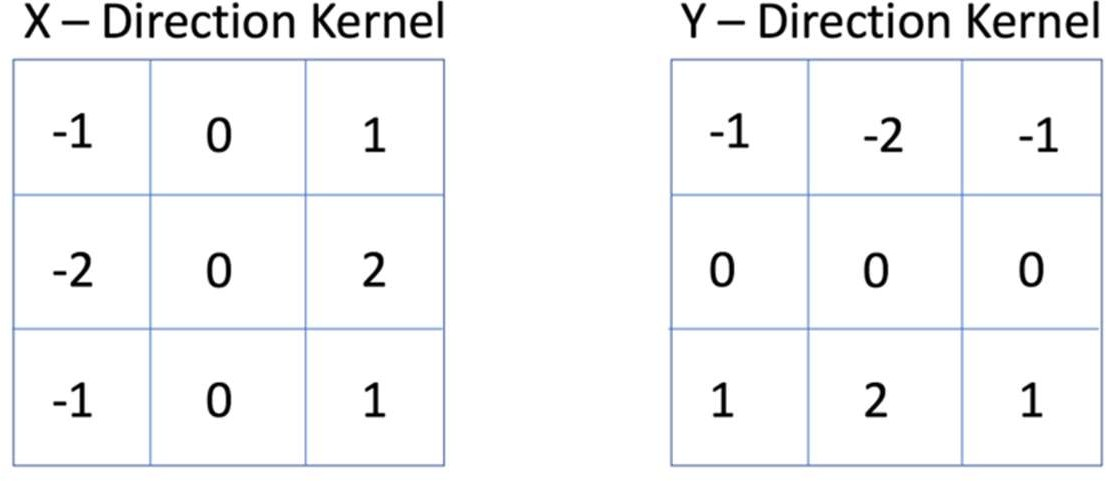 X – Direction Kernel
-1 0 1
-2 0 2
-1 0 1
Y – Direction Kernel
-1 -2 -1
0 0 0
1 2 1